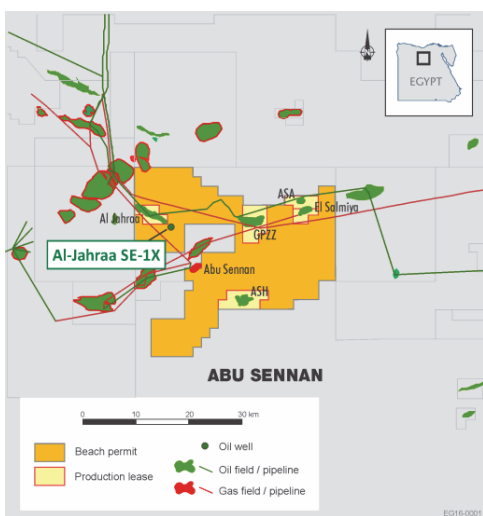 EGYPT
ASA
El Salmiya
Al Jahraa
GPZZ
Al-Jahraa SE-1X
Abu Sennan
ASH
ABU SENNAN
0 10 20 30 km
Beach permit
Production lease
Oil well
Oil field / pipeline
Gas field / pipeline
EG16-0001